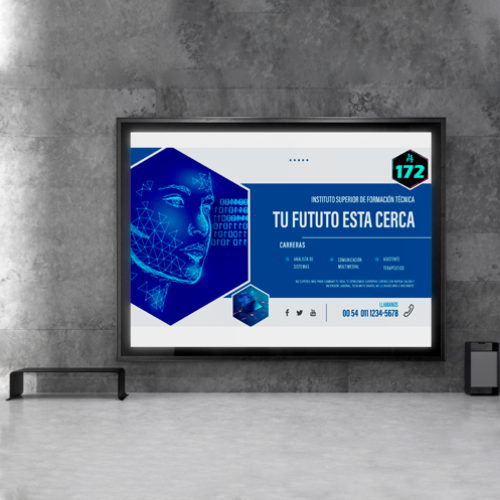 172
INSTITUTO SUPERIOR DE FORMACIÓN TÉCNICA
TU FUTUTO ESTA CERCA
CARRERAS
ANALISTA DE
SISTEMAS
COMUNICACIÓN
MULTIMEDIAL
ASISTENTE
TERAPEUTICO
LLAMANOS
00 54 011 1234-5678